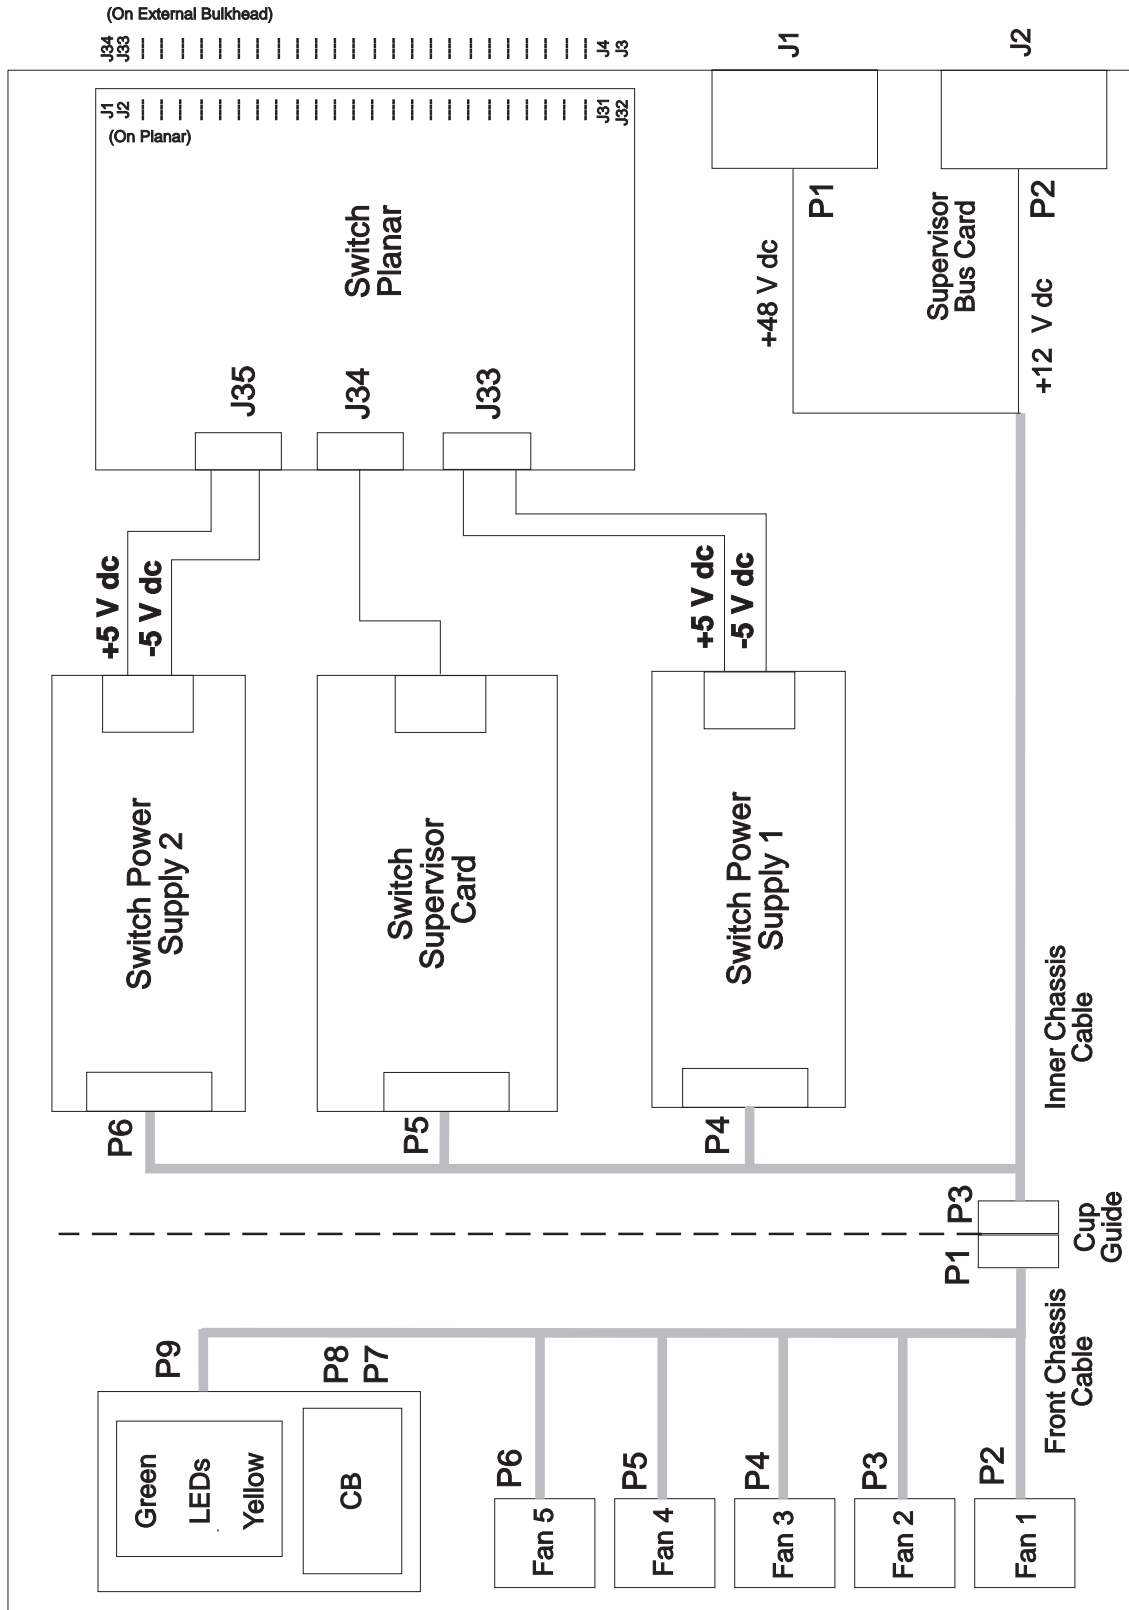 (On External Bulkhead)
J34
J33
J4
J3
J1
J2
J1
J2
J31
J32
(On Planar)
Switch
Planar
P1
P2
Supervisor
Bus Card
+48 V dc
+12 V dc
J35
J34
J33
+5 V dc
-5 V dc
+5 V dc
-5 V dc
Switch Power
Supply 2
Switch
Supervisor
Card
Switch Power
Supply 1
Inner Chassis
Cable
P6
P5
P4
P3
P1
Cup
Guide
P9
P8
P7
Front Chassis
Cable
Green
LEDs
Yellow
CB
P6
P5
P4
P3
P2
Fan 5
Fan 4
Fan 3
Fan 2
Fan 1